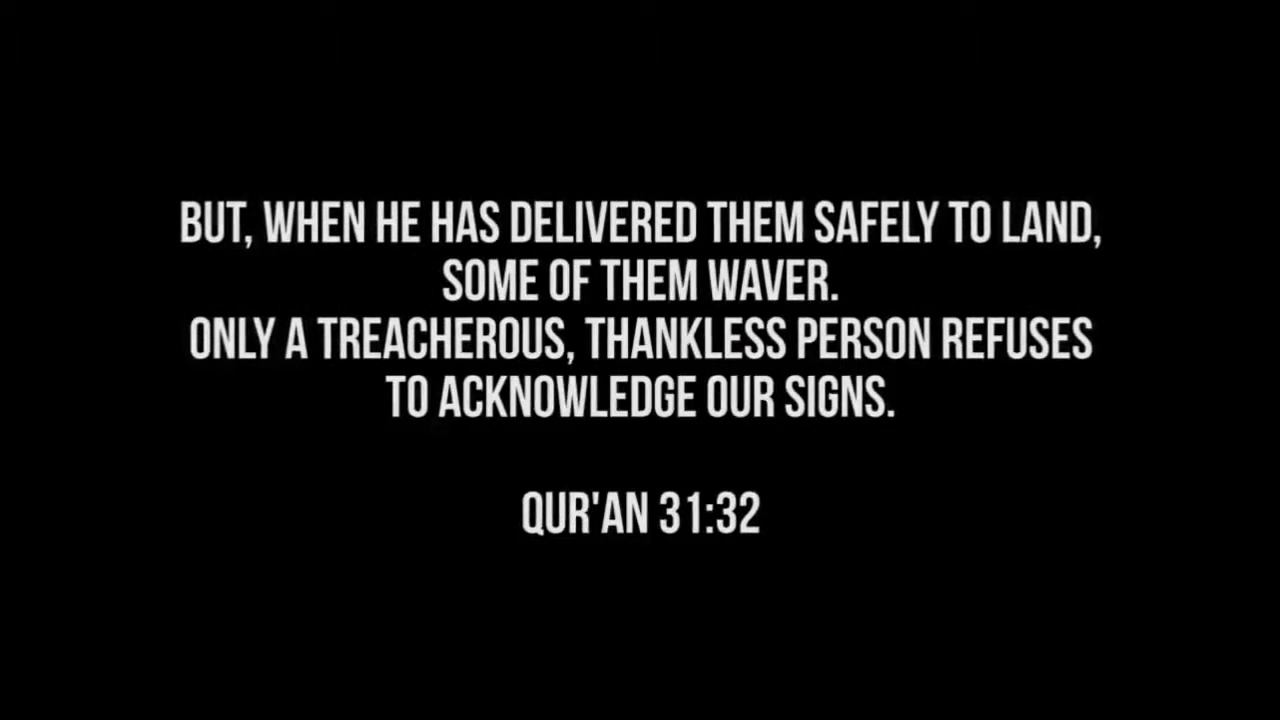 BUT, WHEN HE HAS DELIVERED THEM SAFELY TO LAND,
SOME OF THEM WAVER.
ONLY A TREACHEROUS, THANKLESS PERSON REFUSES
TO ACKNOWLEDGE OUR SIGNS.
QUR'AN 31:32